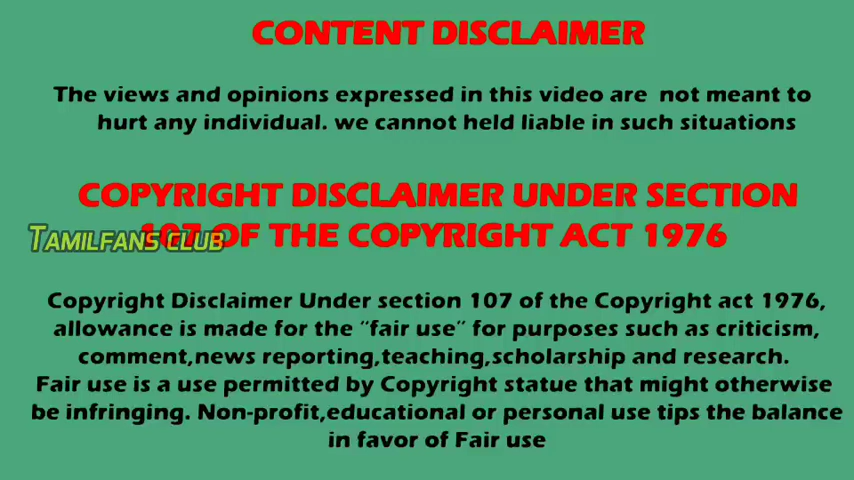 CONTENT DISCLAIMER
The views and opinions expressed in this video are not meant to
hurt any individual. we cannot held liable in such situations
COPYRIGHT DISCLAIMER UNDER SECTION
107 OF THE COPYRIGHT ACT 1976
TAMILFANS CLUB
Copyright Disclaimer Under section 107 of the Copyright act 1976,
allowance is made for the "fair use" for purposes such as criticism,
comment,news reporting,teaching,scholarship and research.
Fair use is a use permitted by Copyright statue that might otherwise
be infringing. Non-profit,educational or personal use tips the balance
in favor of Fair use